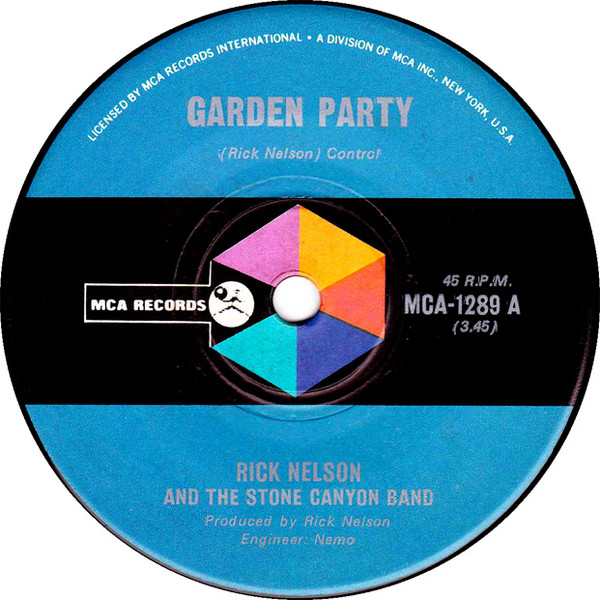 LICENSED BY MCA RECORDS INTERNATIONAL • A DIVISION OF MCA INC., NEW YORK, U.S.A.
GARDEN PARTY
(Rick Nelson) Control
MCA RECORDS
45 R.P.M.
MCA-1289 A
(3.45)
RICK NELSON
AND THE STONE CANYON BAND
Produced by Rick Nelson
Engineer: Nemo